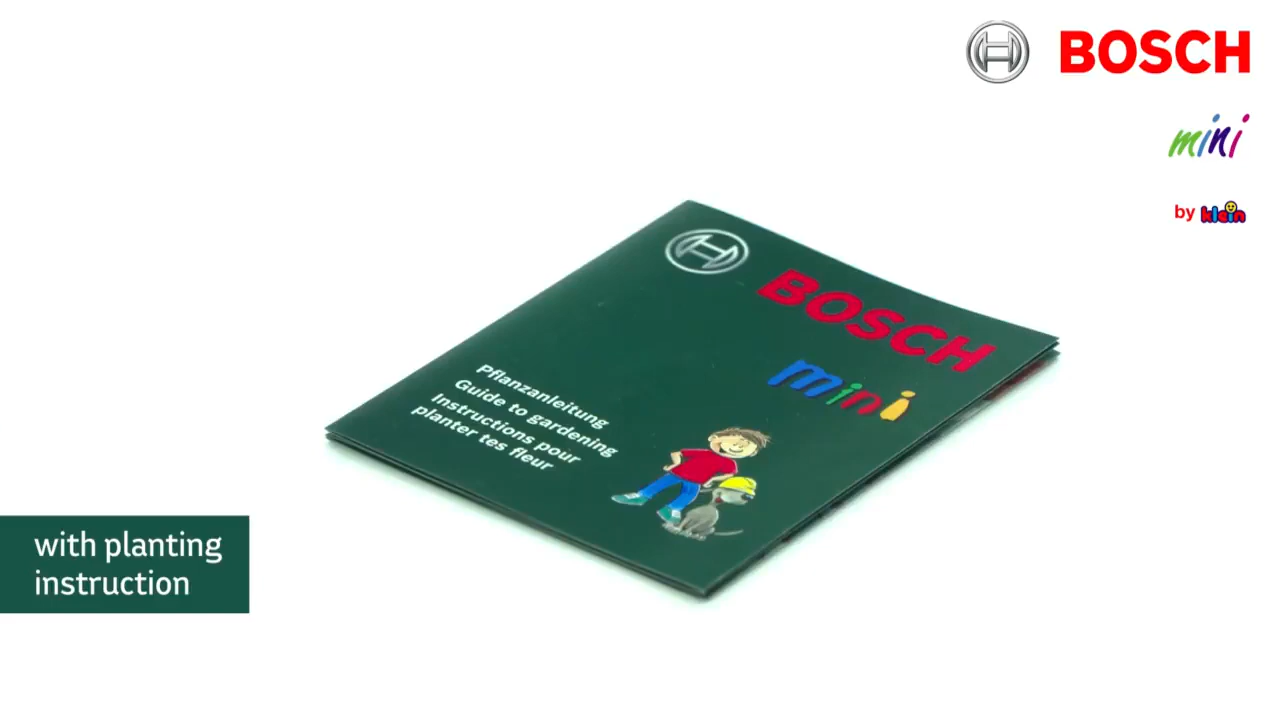 BOSCH
mini
by klein
BOSCH
mini
Pflanzanleitung
Guide to gardening
Instructions pour
planter tes fleur
with planting
instruction